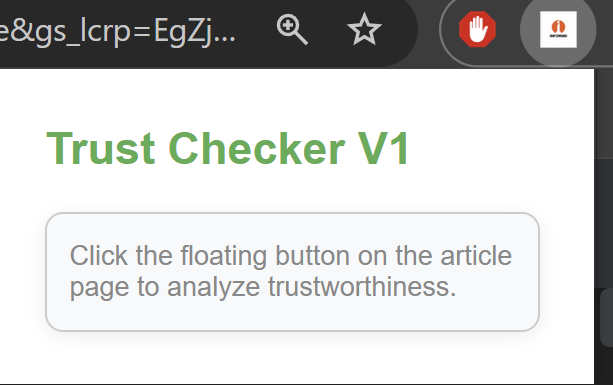 e&gs_lcrp=EgZj...
Trust Checker V1
Click the floating button on the article
page to analyze trustworthiness.